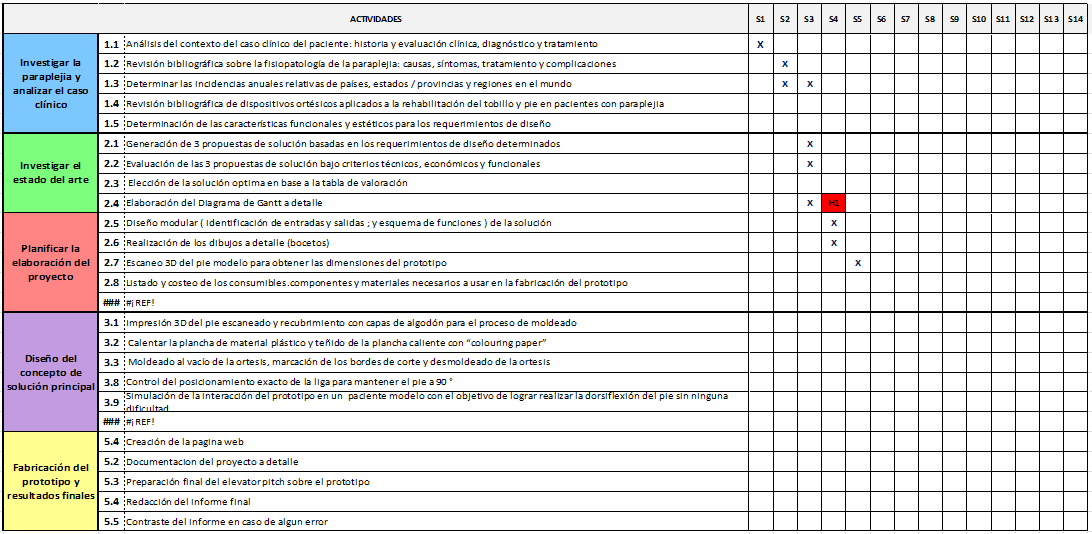 ACTIVIDADES S1 S2 S3 S4 S5 S6 S7 S8 S9 S10 S11 S12 S13 S14
Investigar la paraplejia y analizar el caso clínico
1.1 Análisis del contexto del caso clínico del paciente: historia y evaluación clínica, diagnóstico y tratamiento X
1.2 Revisión bibliográfica sobre la fisiopatología de la paraplejia: causas, síntomas, tratamiento y complicaciones X
1.3 Determinar las incidencias anuales relativas de países, estados / provincias y regiones en el mundo X X
1.4 Revisión bibliográfica de dispositivos ortésicos aplicados a la rehabilitación del tobillo y pie en pacientes con paraplejia
1.5 Determinación de las características funcionales y estéticos para los requerimientos de diseño
Investigar el estado del arte
2.1 Generación de 3 propuestas de solución basadas en los requerimientos de diseño determinados X
2.2 Evaluación de las 3 propuestas de solución bajo criterios técnicos, económicos y funcionales X
2.3 Elección de la solución optima en base a la tabla de valoración
2.4 Elaboración del Diagrama de Gantt a detalle X H1
Planificar la elaboración del proyecto
2.5 Diseño modular ( identificación de entradas y salidas ; y esquema de funciones ) de la solución X
2.6 Realización de los dibujos a detalle (bocetos) X
2.7 Escaneo 3D del pie modelo para obtener las dimensiones del prototipo X
2.8 Listado y costeo de los consumibles.componentes y materiales necesarios a usar en la fabricación del prototipo
### #¡REF!
Diseño del concepto de solución principal
3.1 Impresión 3D del pie escaneado y recubrimiento con capas de algodón para el proceso de moldeado
3.2 Calentar la plancha de material plástico y teñido de la plancha caliente con “colouring paper”
3.3 Moldeado al vacío de la ortesis, marcación de los bordes de corte y desmoldeado de la ortesis
3.8 Control del posicionamiento exacto de la liga para mantener el pie a 90 °
3.9 Simulación de la interacción del prototipo en un paciente modelo con el objetivo de lograr realizar la dorsiflexión del pie sin ninguna
dificultad
### #¡REF!
Fabricación del prototipo y resultados finales
5.4 Creación de la pagina web
5.2 Documentacion del proyecto a detalle
5.3 Preparación final del elevator pitch sobre el prototipo
5.4 Redacción del informe final
5.5 Contraste del informe en caso de algun error